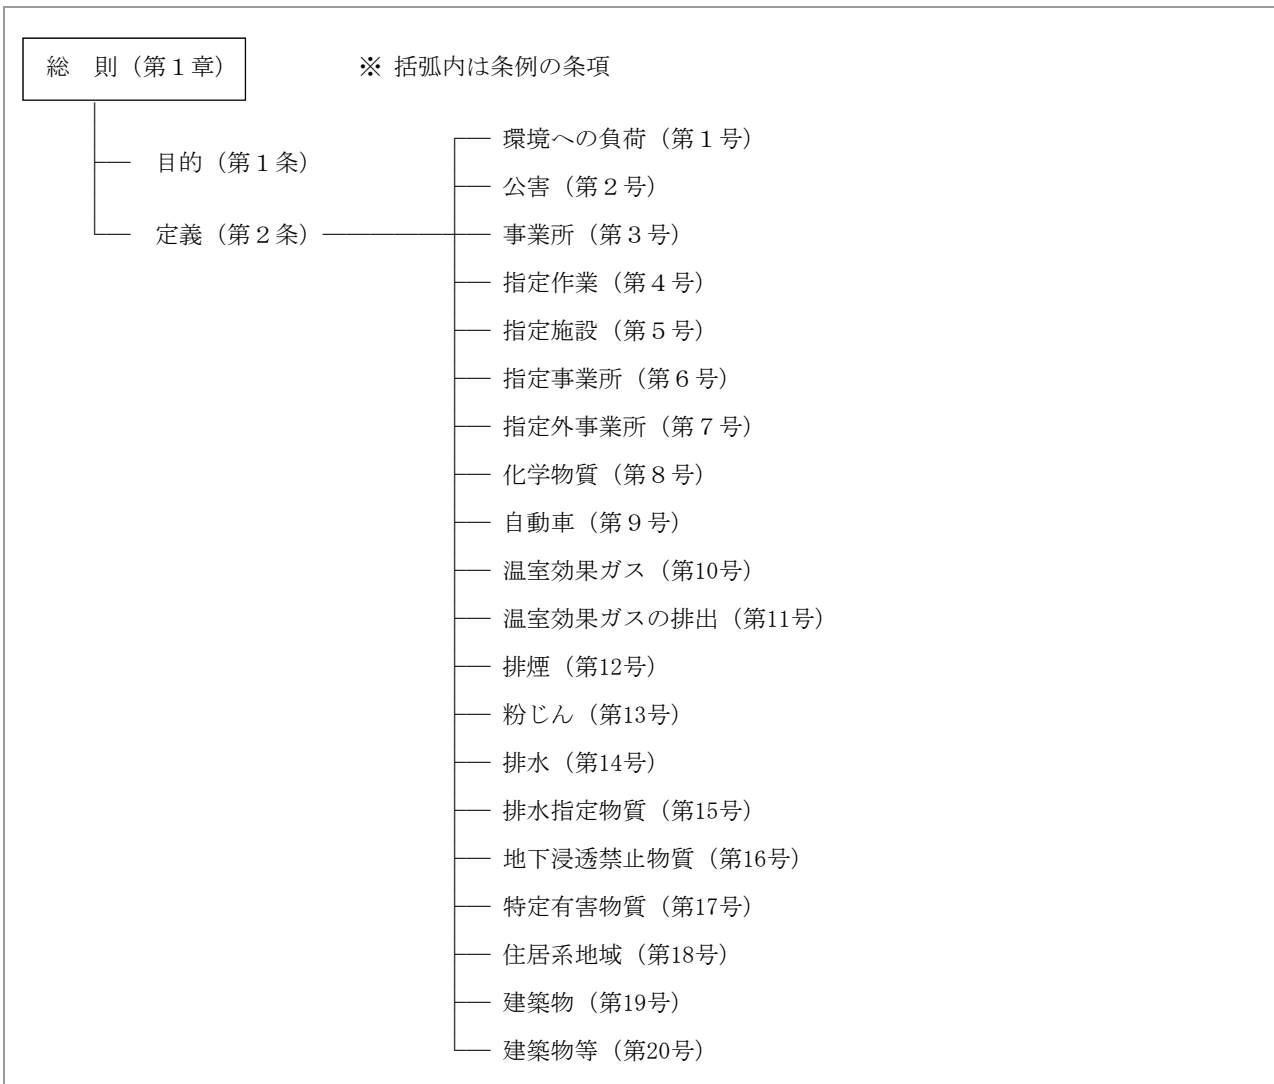 総　則（第１章）　※ 括弧内は条例の条項
環境への負荷（第１号）
目的（第１条）
公害（第２号）
定義（第２条）　事業所（第３号）
指定作業（第４号）
指定施設（第５号）
指定事業所（第６号）
指定外事業所（第７号）
化学物質（第８号）
自動車（第９号）
温室効果ガス（第10号）
温室効果ガスの排出（第11号）
排煙（第12号）
粉じん（第13号）
排水（第14号）
排水指定物質（第15号）
地下浸透禁止物質（第16号）
特定有害物質（第17号）
住居系地域（第18号）
建築物（第19号）
建築物等（第20号）